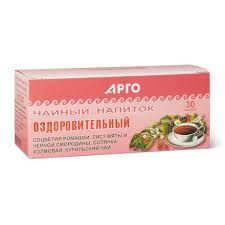 АРГО
ЧАЙНЫЙ НАПИТОК
ОЗДОРОВИТЕЛЬНЫЙ
30
СОЦВЕТИЯ РОМАШКИ, ЛИСТ МЯТЫ И
ЧЕРНОЙ СМОРОДИНЫ, СОЛЯНКА
ХОЛМОВАЯ, КУРИЛЬСКИЙ ЧАЙ